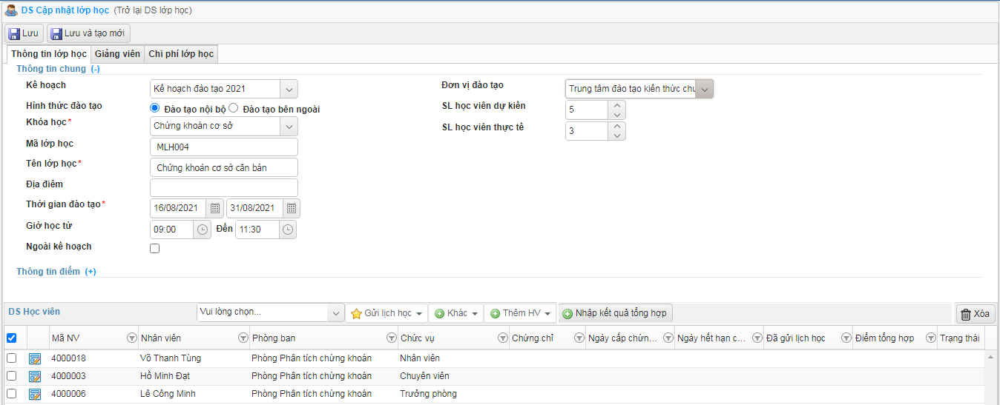 DS Cập nhật lớp học (Trở lại DS lớp học)
Lưu Lưu và tạo mới
Thông tin lớp học Giảng viên Chi phí lớp học
Thông tin chung (-)
Kế hoạch Kế hoạch đào tạo 2021 Đơn vị đào tạo Trung tâm đào tạo kiến thức chu
Hình thức đào tạo Đào tạo nội bộ Đào tạo bên ngoài SL học viên dự kiến 5
Khóa học* Chứng khoán cơ sở SL học viên thực tế 3
Mã lớp học MLH004
Tên lớp học* Chứng khoán cơ sở căn bản
Địa điểm
Thời gian đào tạo* 16/08/2021 31/08/2021
Giờ học từ 09:00 Đến 11:30
Ngoài kế hoạch
Thông tin điểm (+)
DS Học viên Vui lòng chọn... Gửi lịch học Khác Thêm HV Nhập kết quả tổng hợp Xóa
Mã NV Nhân viên Phòng ban Chức vụ Chứng chỉ Ngày cấp chứn... Ngày hết hạn c... Đã gửi lịch học Điểm tổng hợp Trạng thái
4000018 Võ Thanh Tùng Phòng Phân tích chứng khoán Nhân viên
4000003 Hồ Minh Đạt Phòng Phân tích chứng khoán Chuyên viên
4000006 Lê Công Minh Phòng Phân tích chứng khoán Trưởng phòng